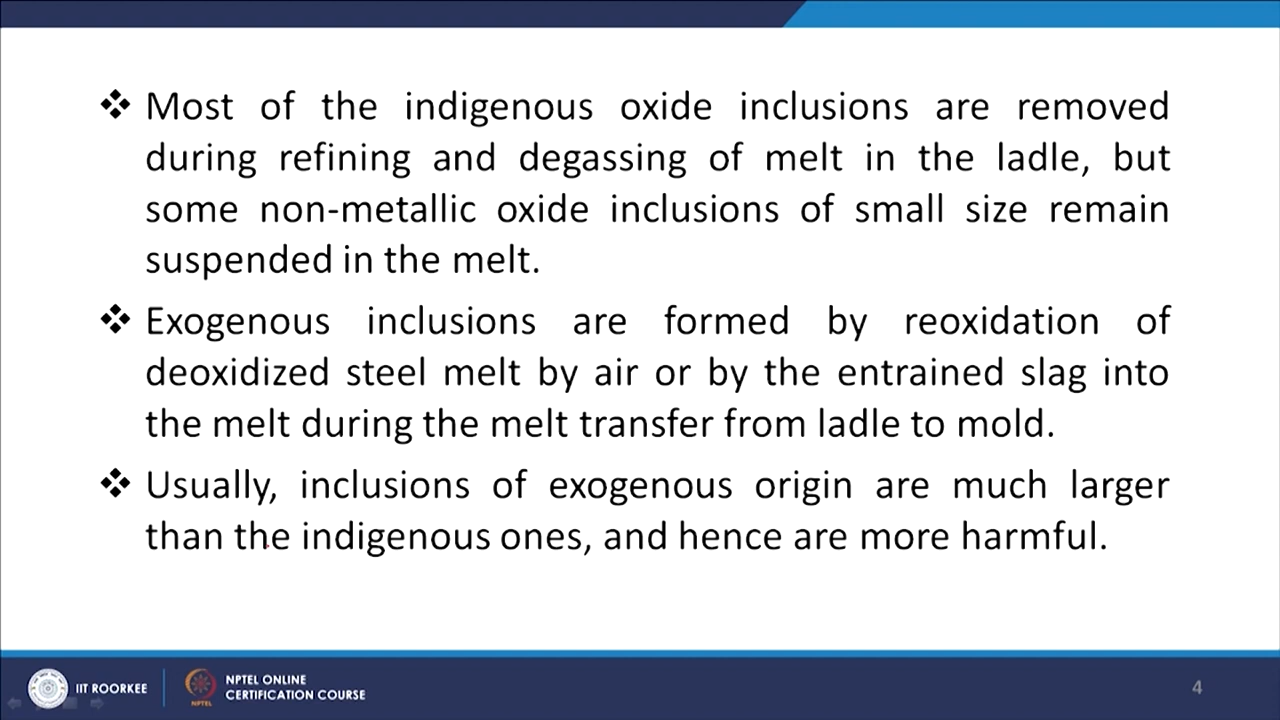 ❖ Most of the indigenous oxide inclusions are removed
during refining and degassing of melt in the ladle, but
some non-metallic oxide inclusions of small size remain
suspended in the melt.
❖ Exogenous inclusions are formed by reoxidation of
deoxidized steel melt by air or by the entrained slag into
the melt during the melt transfer from ladle to mold.
❖ Usually, inclusions of exogenous origin are much larger
than the indigenous ones, and hence are more harmful.
IIT ROORKEE
NPTEL
NPTEL ONLINE
CERTIFICATION COURSE
4